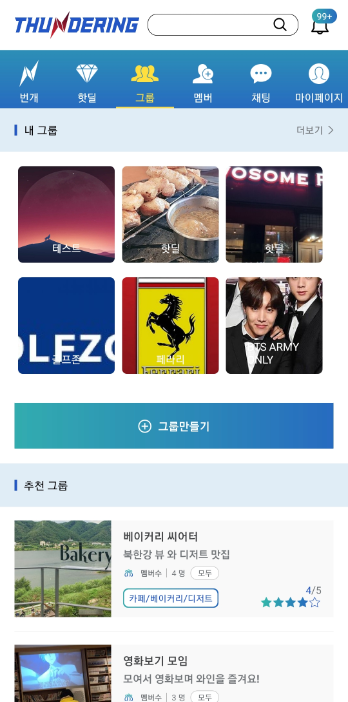 THUNDERING
99+
번개
핫딜
그룹
멤버
채팅
마이페이지
내 그룹
더보기
테스트
핫딜
OSOME
핫딜
OLFZO
골프존
페라리
BTS ARMY
ONLY
그룹만들기
추천 그룹
Bakery
베이커리 씨어터
북한강 뷰 와 디저트 맛집
멤버수 | 4 명 모두
카페/베이커리/디저트
4/5
영화보기 모임
모여서 영화보며 와인을 즐겨요!
멤버수 | 3 명 모두